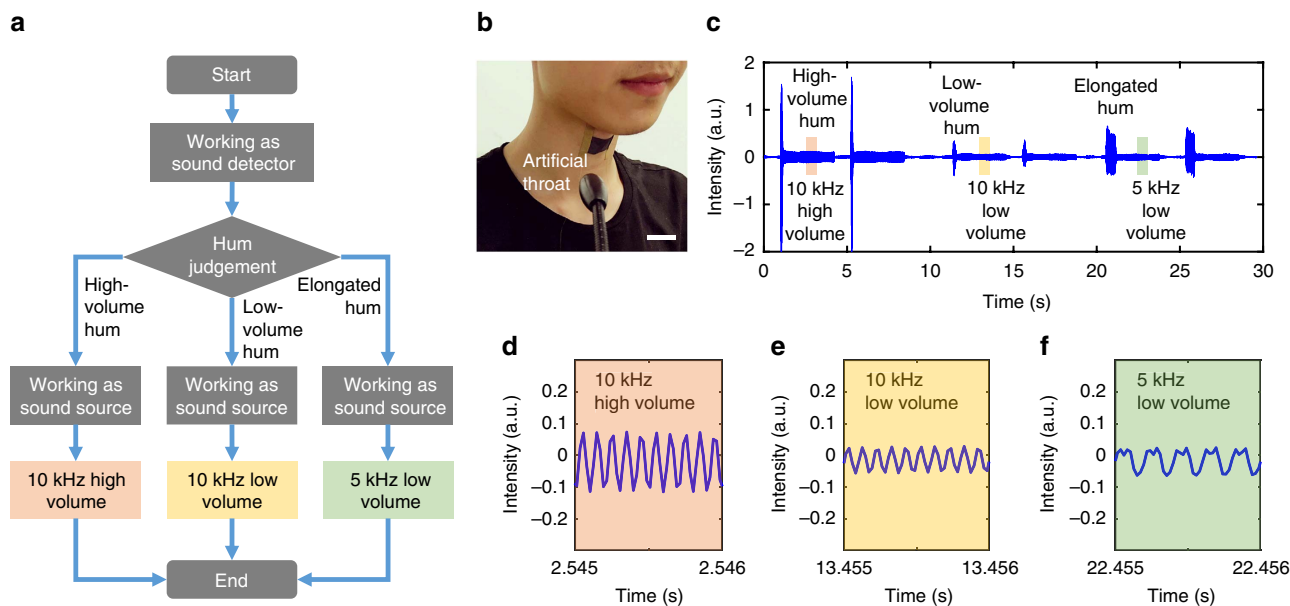 a
Start
Working as
sound detector
Hum
judgement
High-
volume
hum
Low-
volume
hum
Elongated
hum
Working as
sound source
Working as
sound source
Working as
sound source
10 kHz high
volume
10 kHz low
volume
5 kHz low
volume
End
b
Artificial
throat
c
Intensity (a.u.)
2
1
0
−1
−2
High-
volume
hum
Low-
volume
hum
Elongated
hum
10 kHz
high
volume
10 kHz
low
volume
5 kHz
low
volume
0 5 10 15 20 25 30
Time (s)
d
Intensity (a.u.)
0.2
0.1
0
−0.1
−0.2
10 kHz
high volume
2.545 2.546
Time (s)
e
Intensity (a.u.)
0.2
0.1
0
−0.1
−0.2
10 kHz
low volume
13.455 13.456
Time (s)
f
Intensity (a.u.)
0.2
0.1
0
−0.1
−0.2
5 kHz
low volume
22.455 22.456
Time (s)